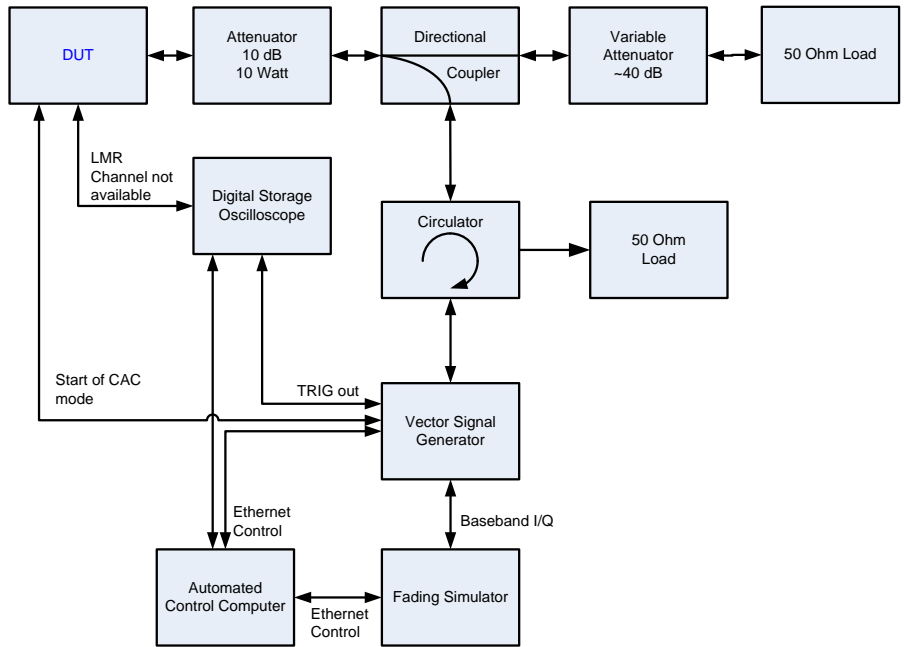 DUT
Attenuator
10 dB
10 Watt
Directional
Coupler
Variable
Attenuator
~40 dB
50 Ohm Load
LMR
Channel not
available
Digital Storage
Oscilloscope
Circulator
50 Ohm
Load
Start of CAC
mode
TRIG out
Vector Signal
Generator
Ethernet
Control
Baseband I/Q
Automated
Control Computer
Ethernet
Control
Fading Simulator